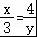 x/3 = 4/y